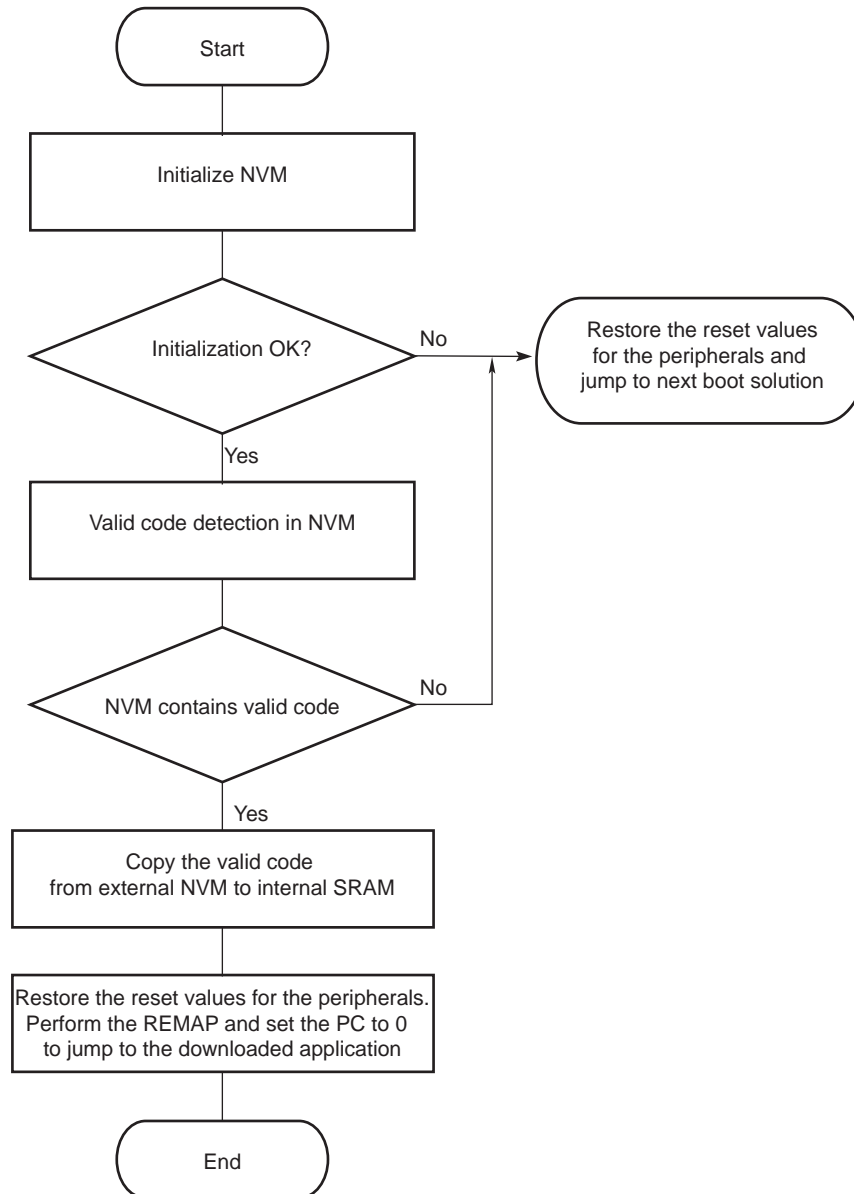 Start
Initialize NVM
Initialization OK?
No
Restore the reset values
for the peripherals and
jump to next boot solution
Yes
Valid code detection in NVM
NVM contains valid code
No
Yes
Copy the valid code
from external NVM to internal SRAM
Restore the reset values for the peripherals.
Perform the REMAP and set the PC to 0
to jump to the downloaded application
End